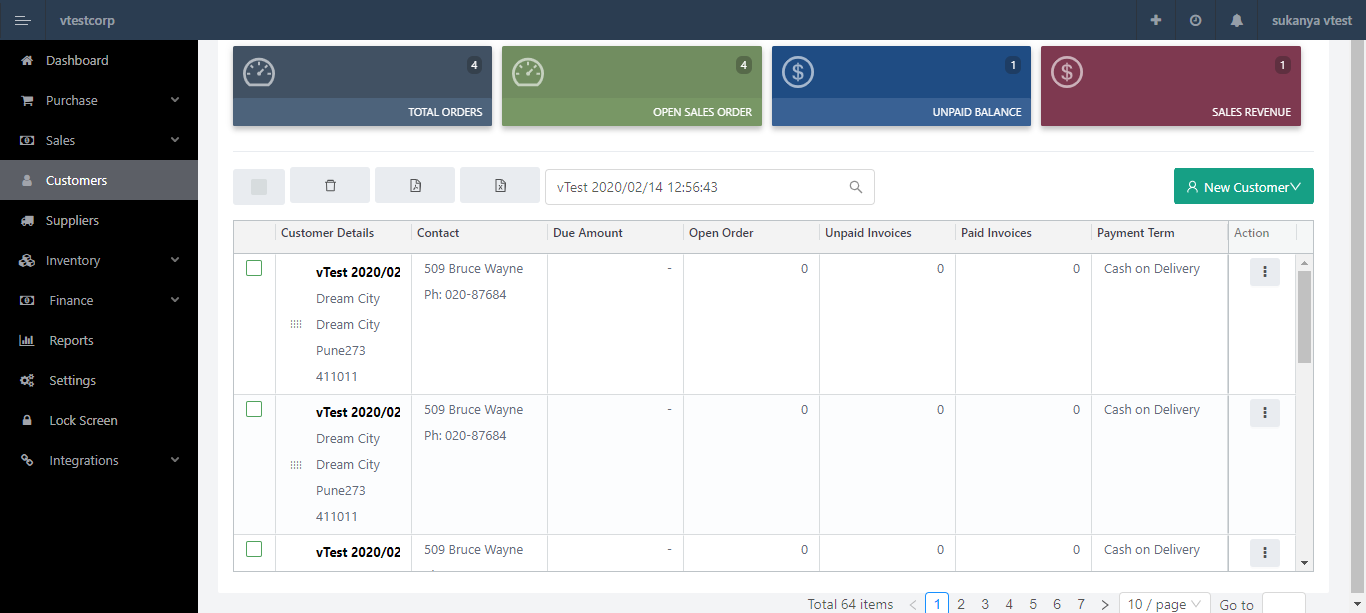 vtestcorp
sukanya vtest
Dashboard
Purchase
Sales
Customers
Suppliers
Inventory
Finance
Reports
Settings
Lock Screen
Integrations
4
TOTAL ORDERS
4
OPEN SALES ORDER
1
UNPAID BALANCE
1
SALES REVENUE
vTest 2020/02/14 12:56:43
New Customer
Customer Details Contact Due Amount Open Order Unpaid Invoices Paid Invoices Payment Term Action
vTest 2020/02 509 Bruce Wayne - 0 0 0 Cash on Delivery
Dream City Ph: 020-87684
Dream City
Pune273
411011
vTest 2020/02 509 Bruce Wayne - 0 0 0 Cash on Delivery
Dream City Ph: 020-87684
Dream City
Pune273
411011
vTest 2020/02 509 Bruce Wayne - 0 0 0 Cash on Delivery
Total 64 items < 1 2 3 4 5 6 7 > 10 / page Go to